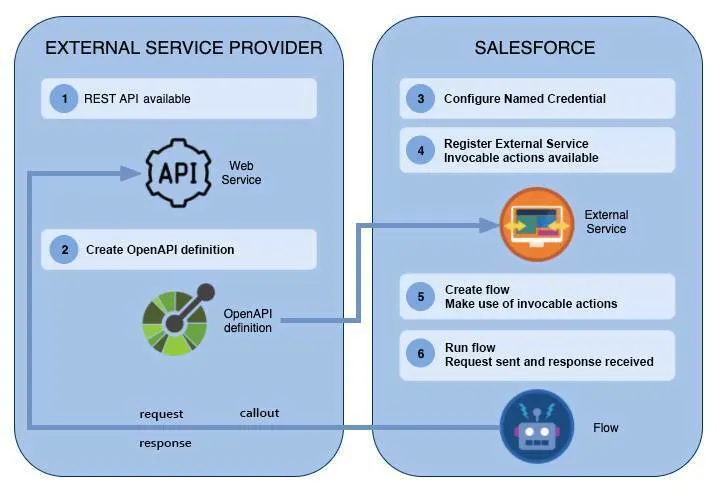 EXTERNAL SERVICE PROVIDER
1 REST API available
API
Web
Service
2 Create OpenAPI definition
OpenAPI
definition
request callout
response
SALESFORCE
3 Configure Named Credential
4 Register External Service
Invocable actions available
External
Service
5 Create flow
Make use of invocable actions
6 Run flow
Request sent and response received
Flow